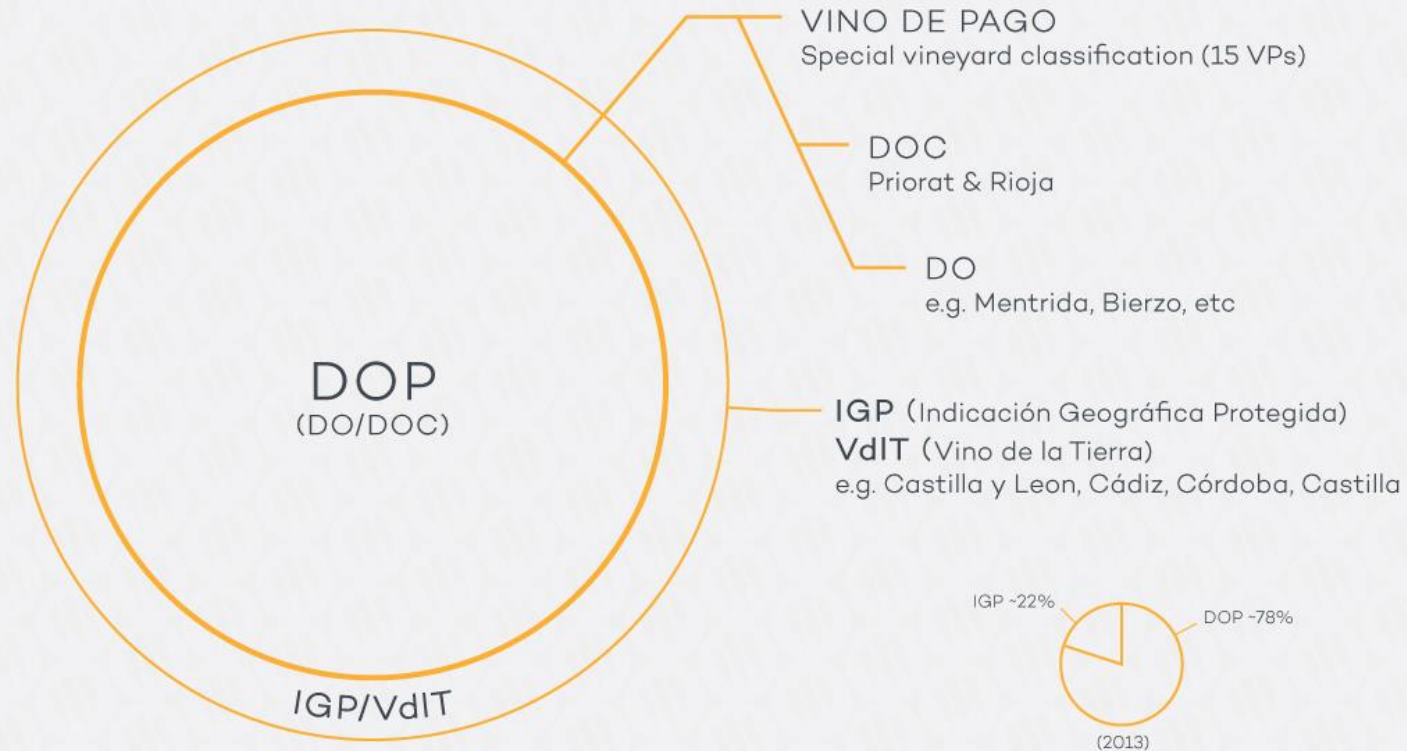 VINO DE PAGO
Special vineyard classification (15 VPs)
DOC
Priorat & Rioja
DO
e.g. Mentrida, Bierzo, etc
DOP
(DO/DOC)
IGP (Indicación Geográfica Protegida)
VdlT (Vino de la Tierra)
e.g. Castilla y Leon, Cádiz, Córdoba, Castilla
IGP/VdlT
IGP ~22%
DOP ~78%
(2013)